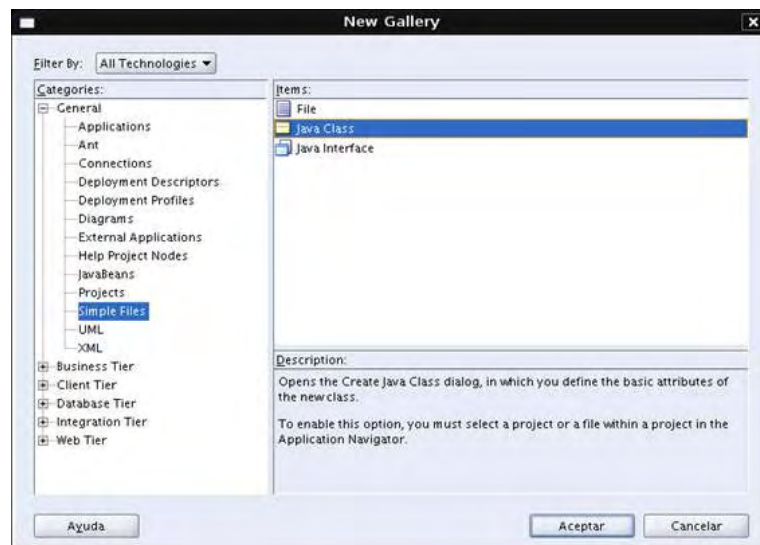 New Gallery
Filter By: All Technologies
Categories:
General
Applications
Ant
Connections
Deployment Descriptors
Deployment Profiles
Diagrams
External Applications
Help Project Nodes
JavaBeans
Projects
Simple Files
UML
XML
Business Tier
Client Tier
Database Tier
Integration Tier
Web Tier
Items:
File
Java Class
Java Interface
Description:
Opens the Create Java Class dialog, in which you define the basic attributes of
the new class.
To enable this option, you must select a project or a file within a project in the
Application Navigator.
Ayuda
Aceptar
Cancelar